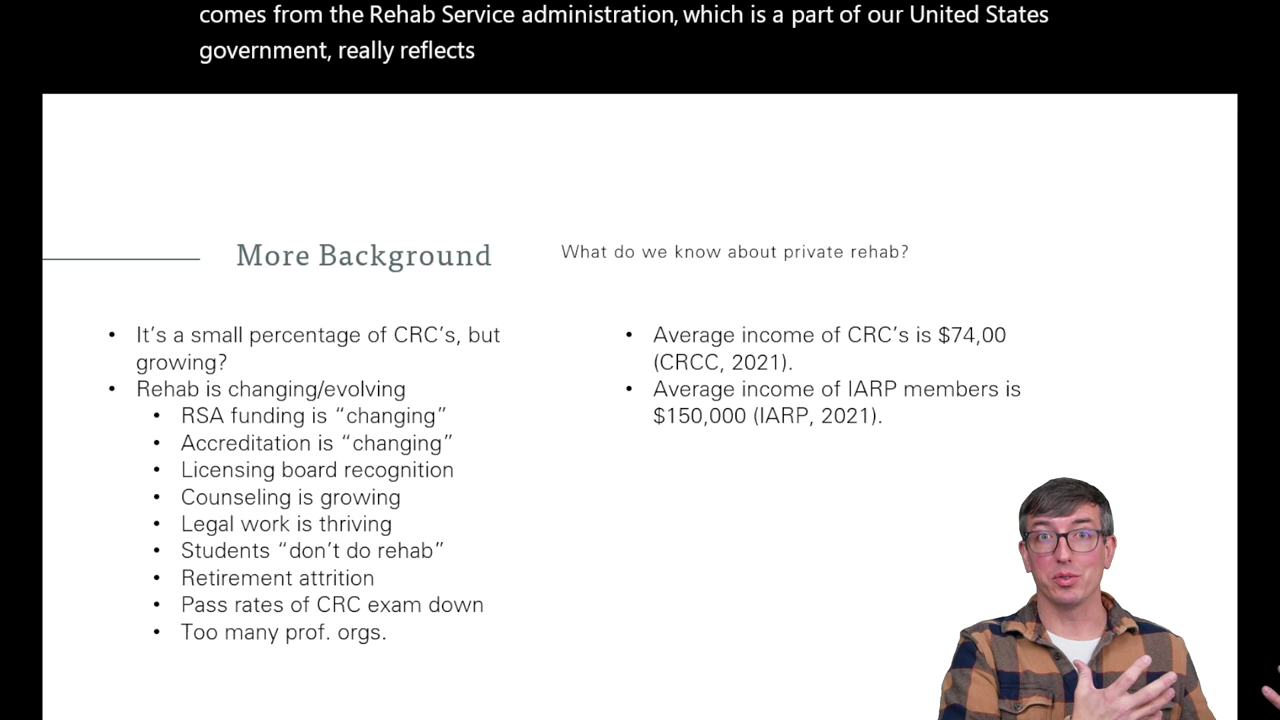 comes from the Rehab Service administration, which is a part of our United States
government, really reflects
More Background
What do we know about private rehab?
• It's a small percentage of CRC's, but
growing?
• Rehab is changing/evolving
• RSA funding is “changing”
• Accreditation is “changing”
• Licensing board recognition
• Counseling is growing
• Legal work is thriving
• Students “don't do rehab”
• Retirement attrition
• Pass rates of CRC exam down
• Too many prof. orgs.
• Average income of CRC's is $74,00
(CRCC, 2021).
• Average income of IARP members is
$150,000 (IARP, 2021).